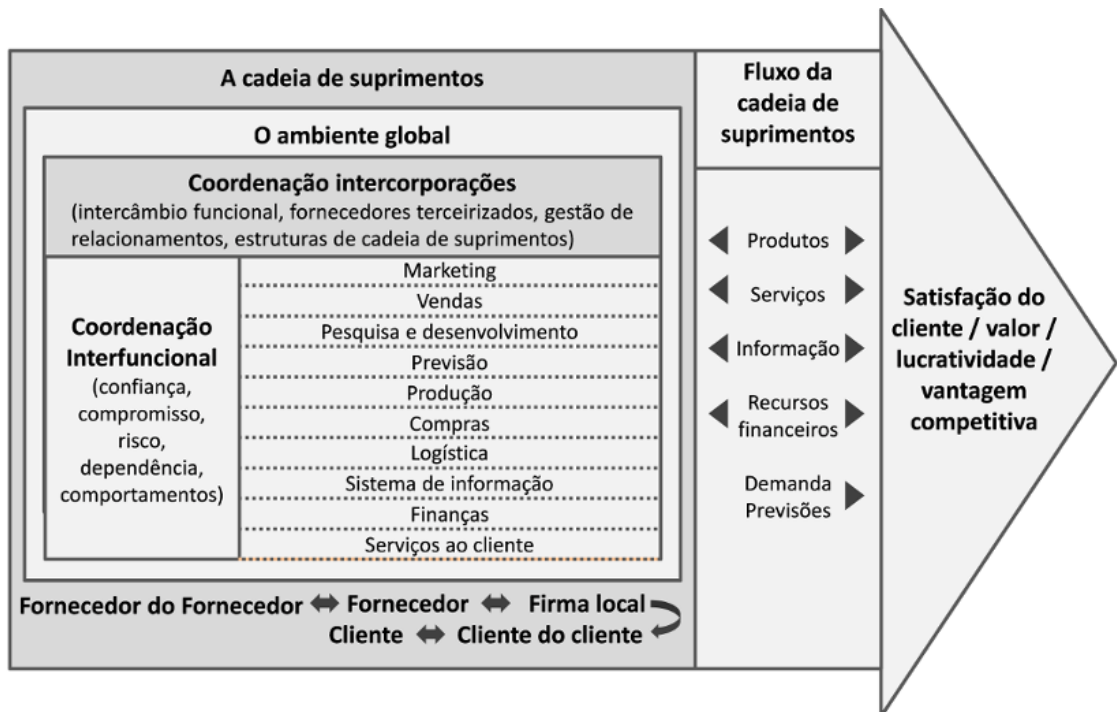 A cadeia de suprimentos
O ambiente global
Coordenação intercorporações
(intercâmbio funcional, fornecedores terceirizados, gestão de
relacionamentos, estruturas de cadeia de suprimentos)
Coordenação
Interfuncional
(confiança,
compromisso,
risco,
dependência,
comportamentos)
Marketing
Vendas
Pesquisa e desenvolvimento
Previsão
Produção
Compras
Logística
Sistema de informação
Finanças
Serviços ao cliente
Fornecedor do Fornecedor Fornecedor Firma local
Cliente Cliente do cliente
Fluxo da
cadeia de
suprimentos
Produtos
Serviços
Informação
Recursos
financeiros
Demanda
Previsões
Satisfação do
cliente / valor /
lucratividade /
vantagem
competitiva